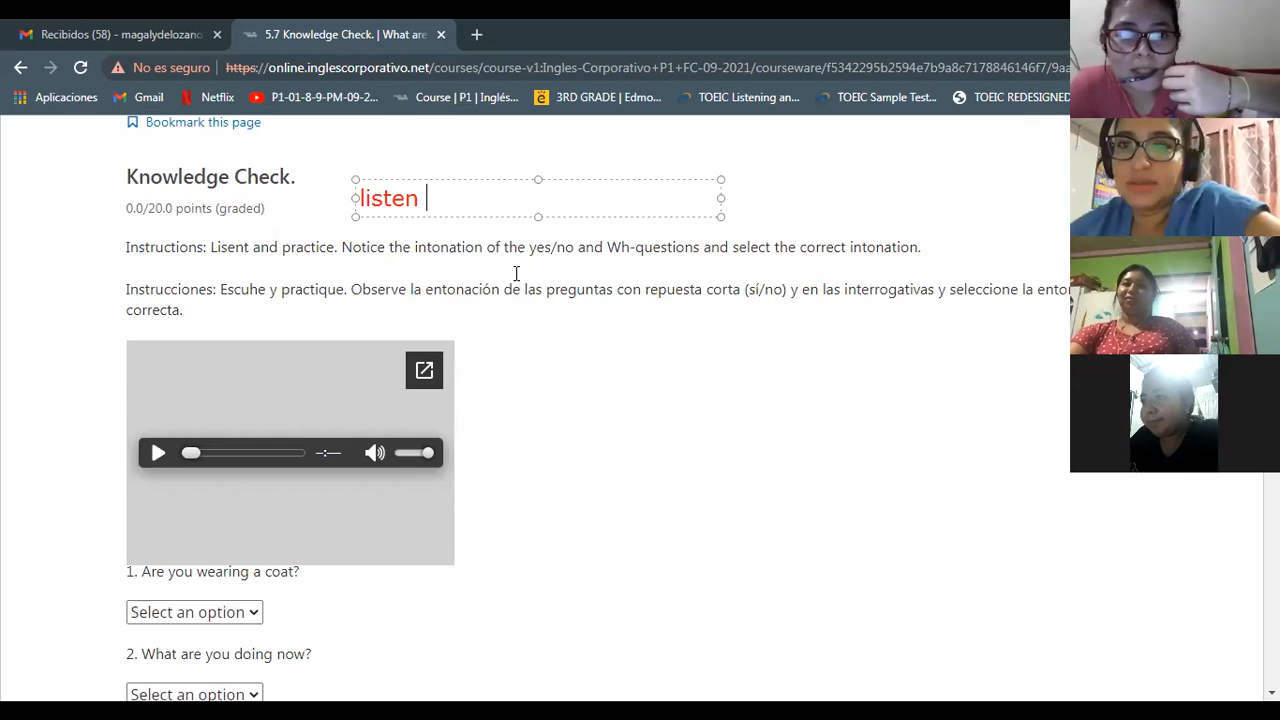 Recibidos (58) - magalydelozano
5.7 Knowledge Check. | What are
No es seguro
https://online.inglescorporativo.net/courses/course-v1:Ingles-Corporativo+P1+FC-09-2021/courseware/f5342295b2594e7b9a8c7178846146f7/9aa
Aplicaciones
Gmail
Netflix
P1-01-8-9-PM-09-2...
Course | P1 | Inglés...
3RD GRADE | Edmo...
TOEIC Listening an...
TOEIC Sample Test...
TOEIC REDESIGNED
Bookmark this page
Knowledge Check.
listen
0.0/20.0 points (graded)
Instructions: Lisent and practice. Notice the intonation of the yes/no and Wh-questions and select the correct intonation.
Instrucciones: Escuhe y practique. Observe la entonación de las preguntas con repuesta corta (sí/no) y en las interrogativas y seleccione la ento
correcta.
-:--
1. Are you wearing a coat?
Select an option
2. What are you doing now?
Select an option